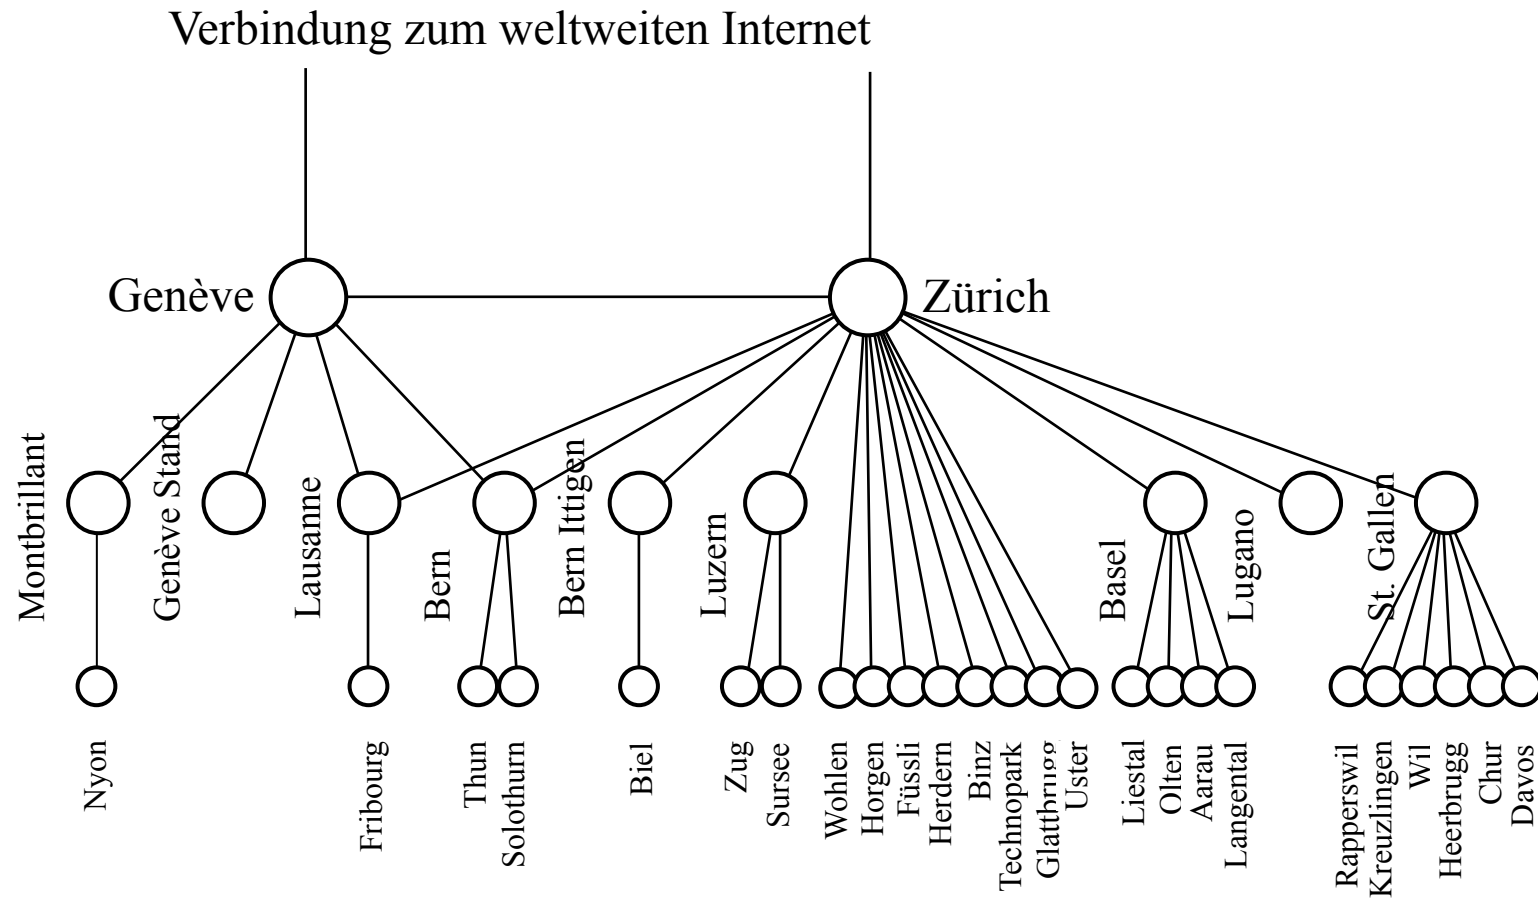 Verbindung zum weltweiten Internet
Genève
Zürich
Montbrillant
Genève Stand
Lausanne
Bern
Bern Ittigen
Luzern
Basel
Lugano
St. Gallen
Nyon
Fribourg
Thun
Solothurn
Biel
Zug
Sursee
Wohlen
Horgen
Füssli
Herdern
Binz
Technopark
Glattbrugg
Uster
Liestal
Olten
Aarau
Langental
Rapperswil
Kreuzlingen
Wil
Heerbrugg
Chur
Davos